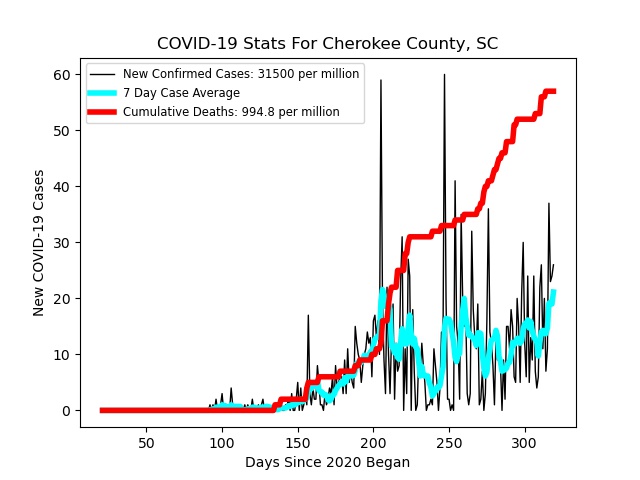 COVID-19 Stats For Cherokee County, SC
New Confirmed Cases: 31500 per million
7 Day Case Average
Cumulative Deaths: 994.8 per million
60
50
40
30
20
10
0
New COVID-19 Cases
50 100 150 200 250 300
Days Since 2020 Began